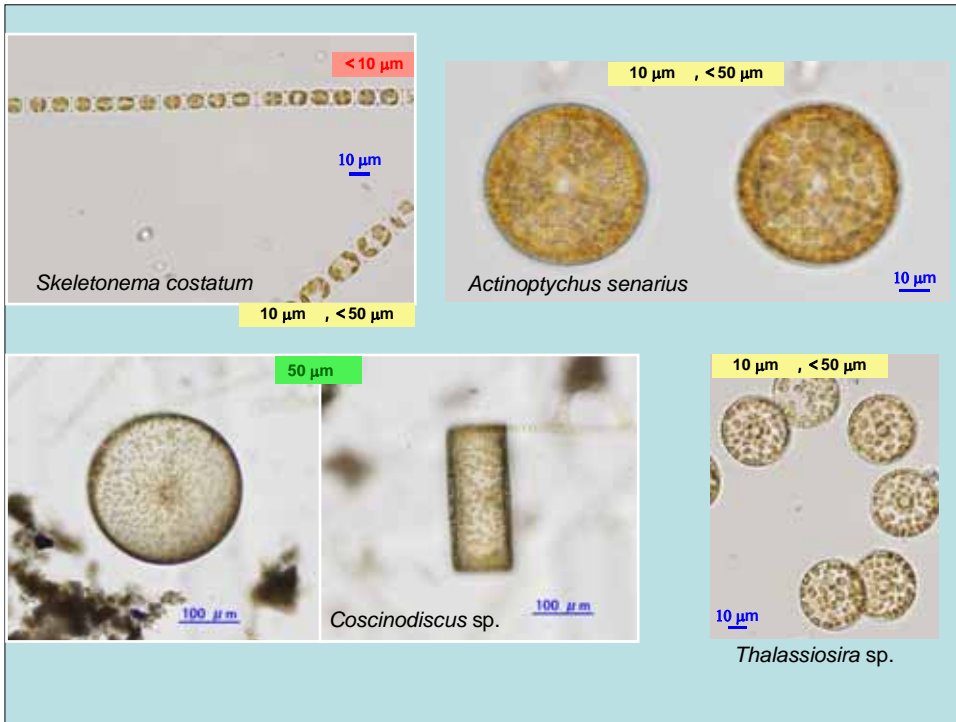 <10 μm
10 μm
Skeletonema costatum
10 μm , <50 μm
10 μm , <50 μm
10 μm
Actinoptychus senarius
50 μm
100 μm
100 μm
Coscinodiscus sp.
10 μm , <50 μm
10 μm
Thalassiosira sp.